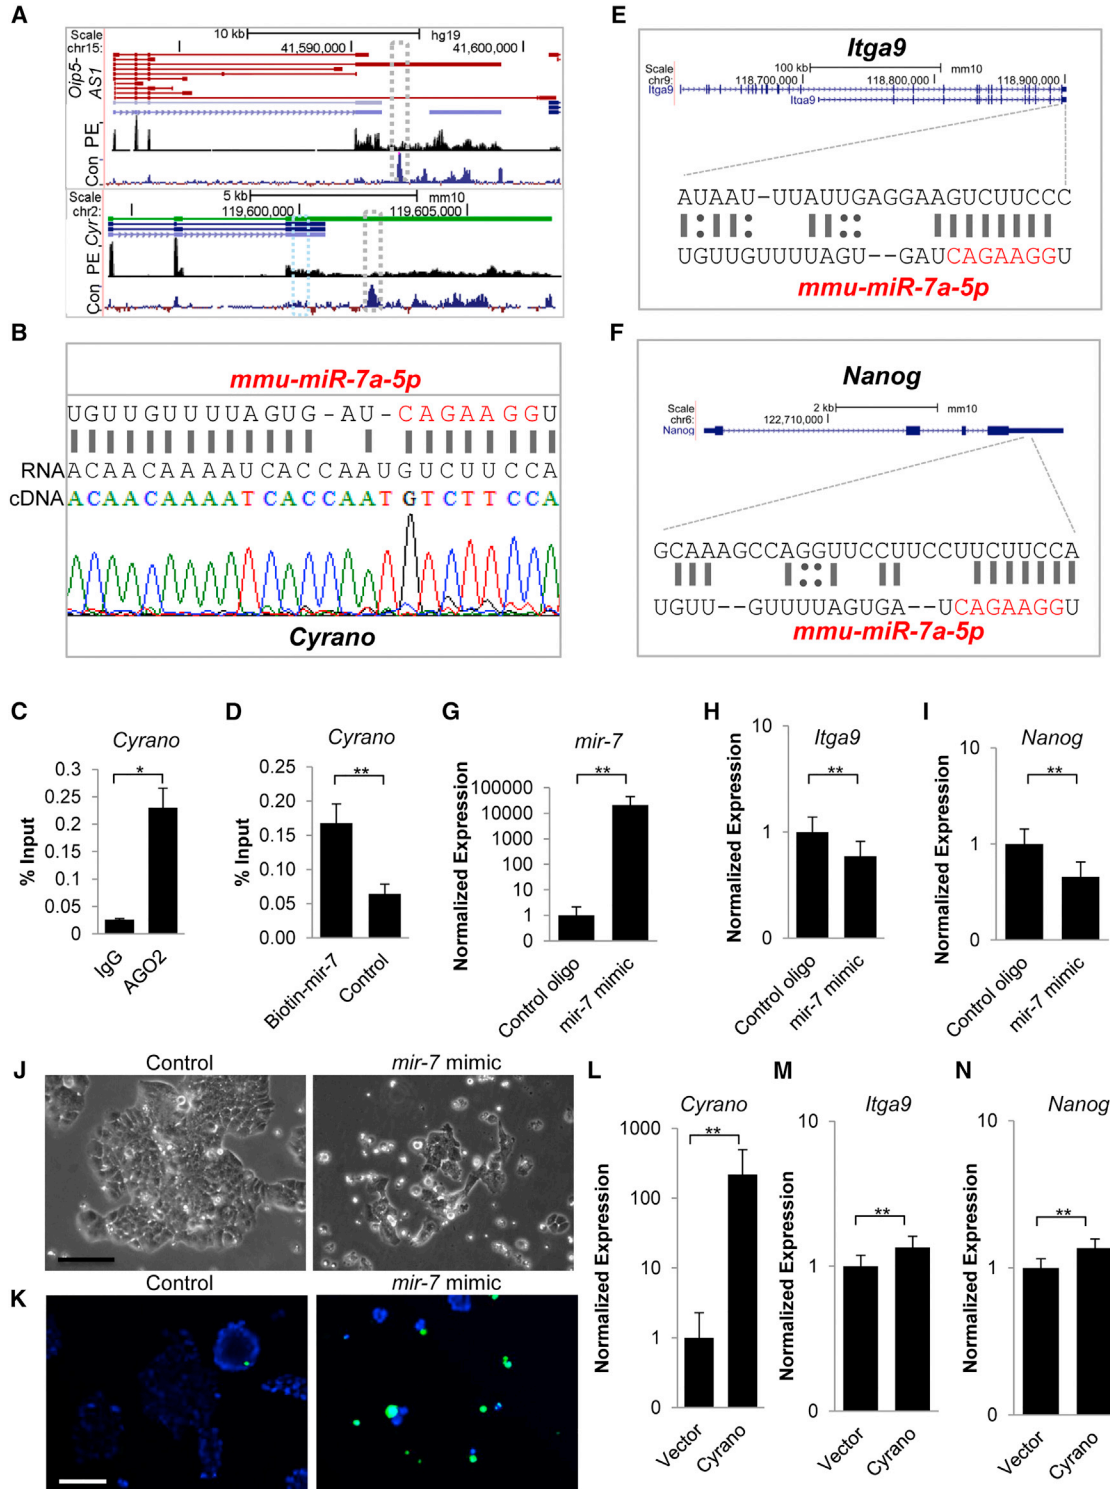 A
Scale
10 kb
hg19
chr15:
41,590,000
41,600,000
Oip5-
AS1
PE
Con
Scale
5 kb
mm10
chr2:
119,600,000
119,605,000
Cyr
PE
Con
B
mmu-miR-7a-5p
UGUUGUUUUAGUG-AU-CAGAAGGU
RNA ACAACAAAAUCACCAAUGUCUUCCA
cDNA ACAACAAAATCACCAATGTCTTCCA
Cyrano
E
Itga9
Scale
100 kb
mm10
chr9:
118,700,000
118,800,000
118,900,000
Itga9
Itga9
AUAAU-UUAUUGAGGAAGUCUUCCC
UGUUGUUUUAGU--GAUCAGAAGGU
mmu-miR-7a-5p
F
Nanog
Scale
2 kb
mm10
chr6:
122,710,000
Nanog
GCAAAGCCAGGUUCCUUCCUUCUUCCA
UGUU--GUUUUAGUGA--UCAGAAGGU
mmu-miR-7a-5p
C
Cyrano
*
% Input
0.3
0.25
0.2
0.15
0.1
0.05
0
IgG
AGO2
D
Cyrano
**
% Input
0.25
0.20
0.15
0.10
0.05
0.00
Biotin-mir-7
Control
G
mir-7
**
Normalized Expression
100000
10000
1000
100
10
1
0
Control oligo
mir-7 mimic
H
Itga9
**
Normalized Expression
10
1
0
Control oligo
mir-7 mimic
I
Nanog
**
Normalized Expression
10
1
0
Control oligo
mir-7 mimic
J
Control
mir-7 mimic
K
Control
mir-7 mimic
L
Cyrano
**
Normalized Expression
1000
100
10
1
0
Vector
Cyrano
M
Itga9
**
Normalized Expression
10
1
0
Vector
Cyrano
N
Nanog
**
Normalized Expression
10
1
0
Vector
Cyrano